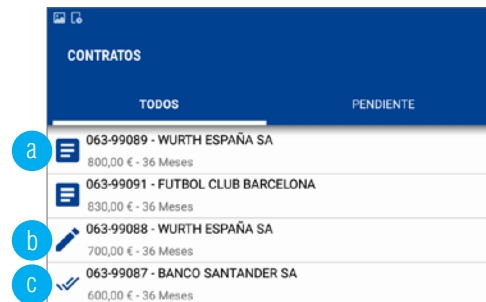 CONTRATOS
TODOS PENDIENTE
a 063-99089 - WURTH ESPAÑA SA
800,00 € - 36 Meses
063-99091 - FUTBOL CLUB BARCELONA
830,00 € - 36 Meses
b 063-99088 - WURTH ESPAÑA SA
700,00 € - 36 Meses
c 063-99087 - BANCO SANTANDER SA
600,00 € - 36 Meses